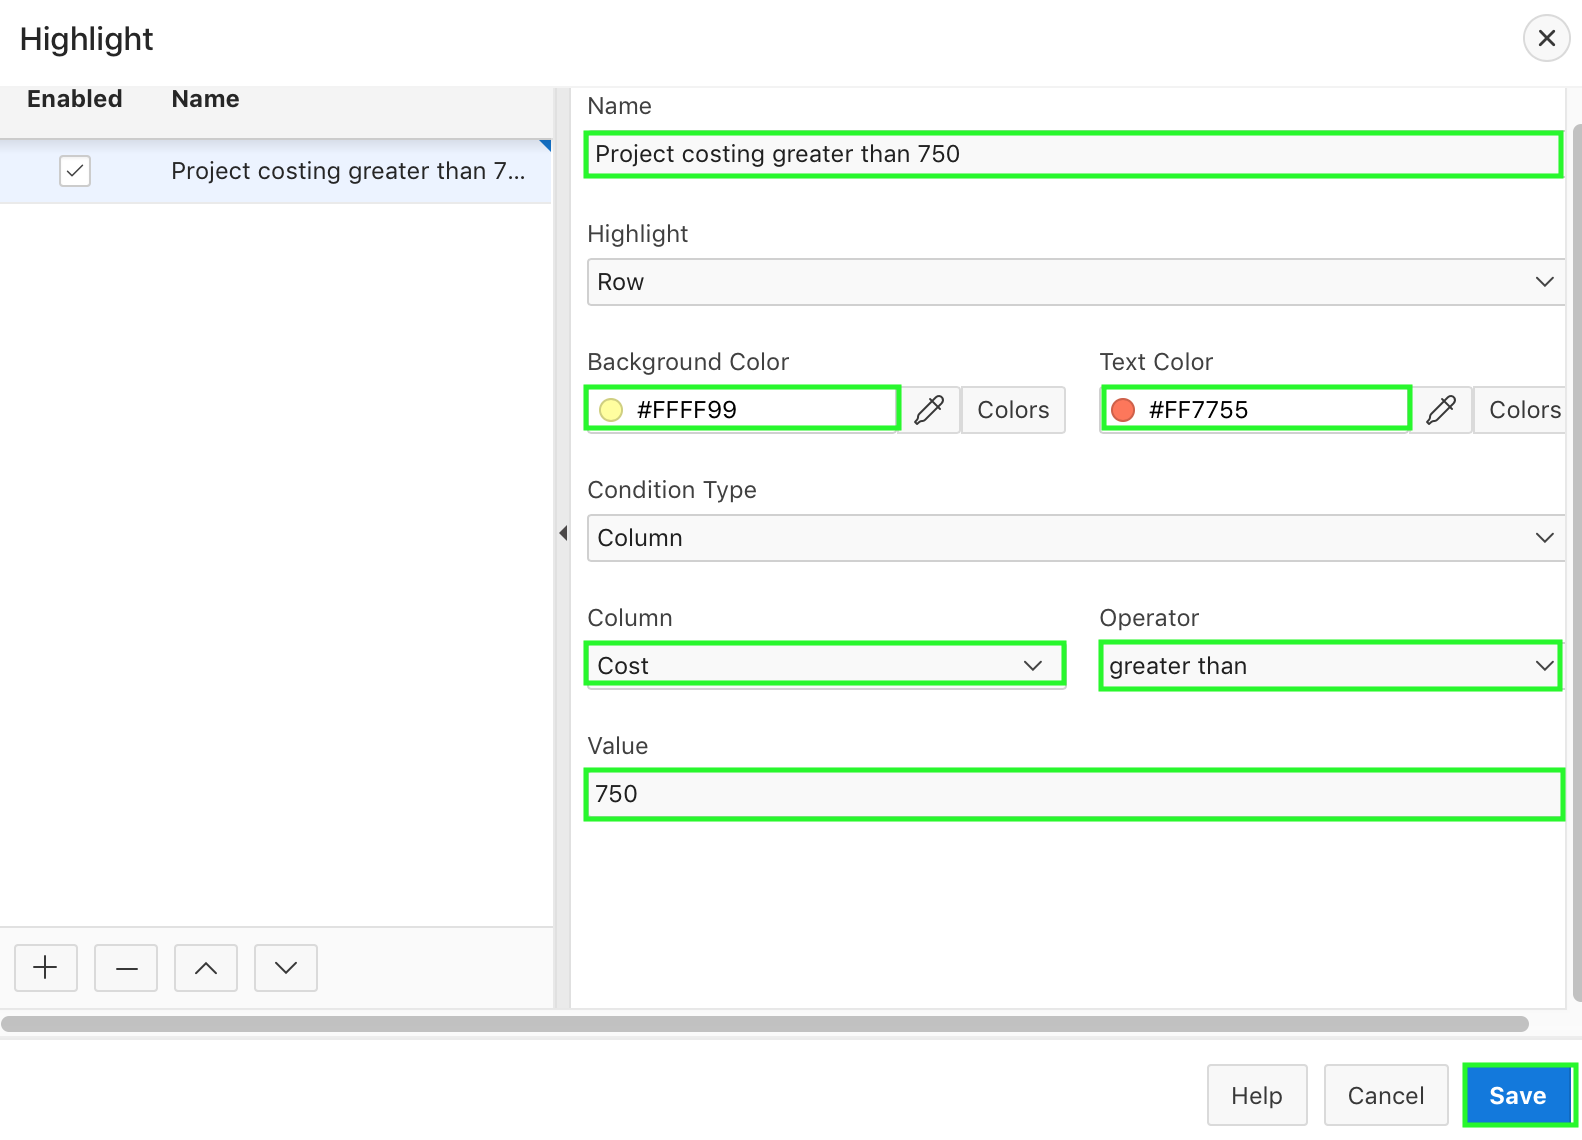 Highlight
Enabled Name
Project costing greater than 7...
Name
Project costing greater than 750
Highlight
Row
Background Color Text Color
#FFFF99 Colors #FF7755 Colors
Condition Type
Column
Column Operator
Cost greater than
Value
750
Help Cancel Save